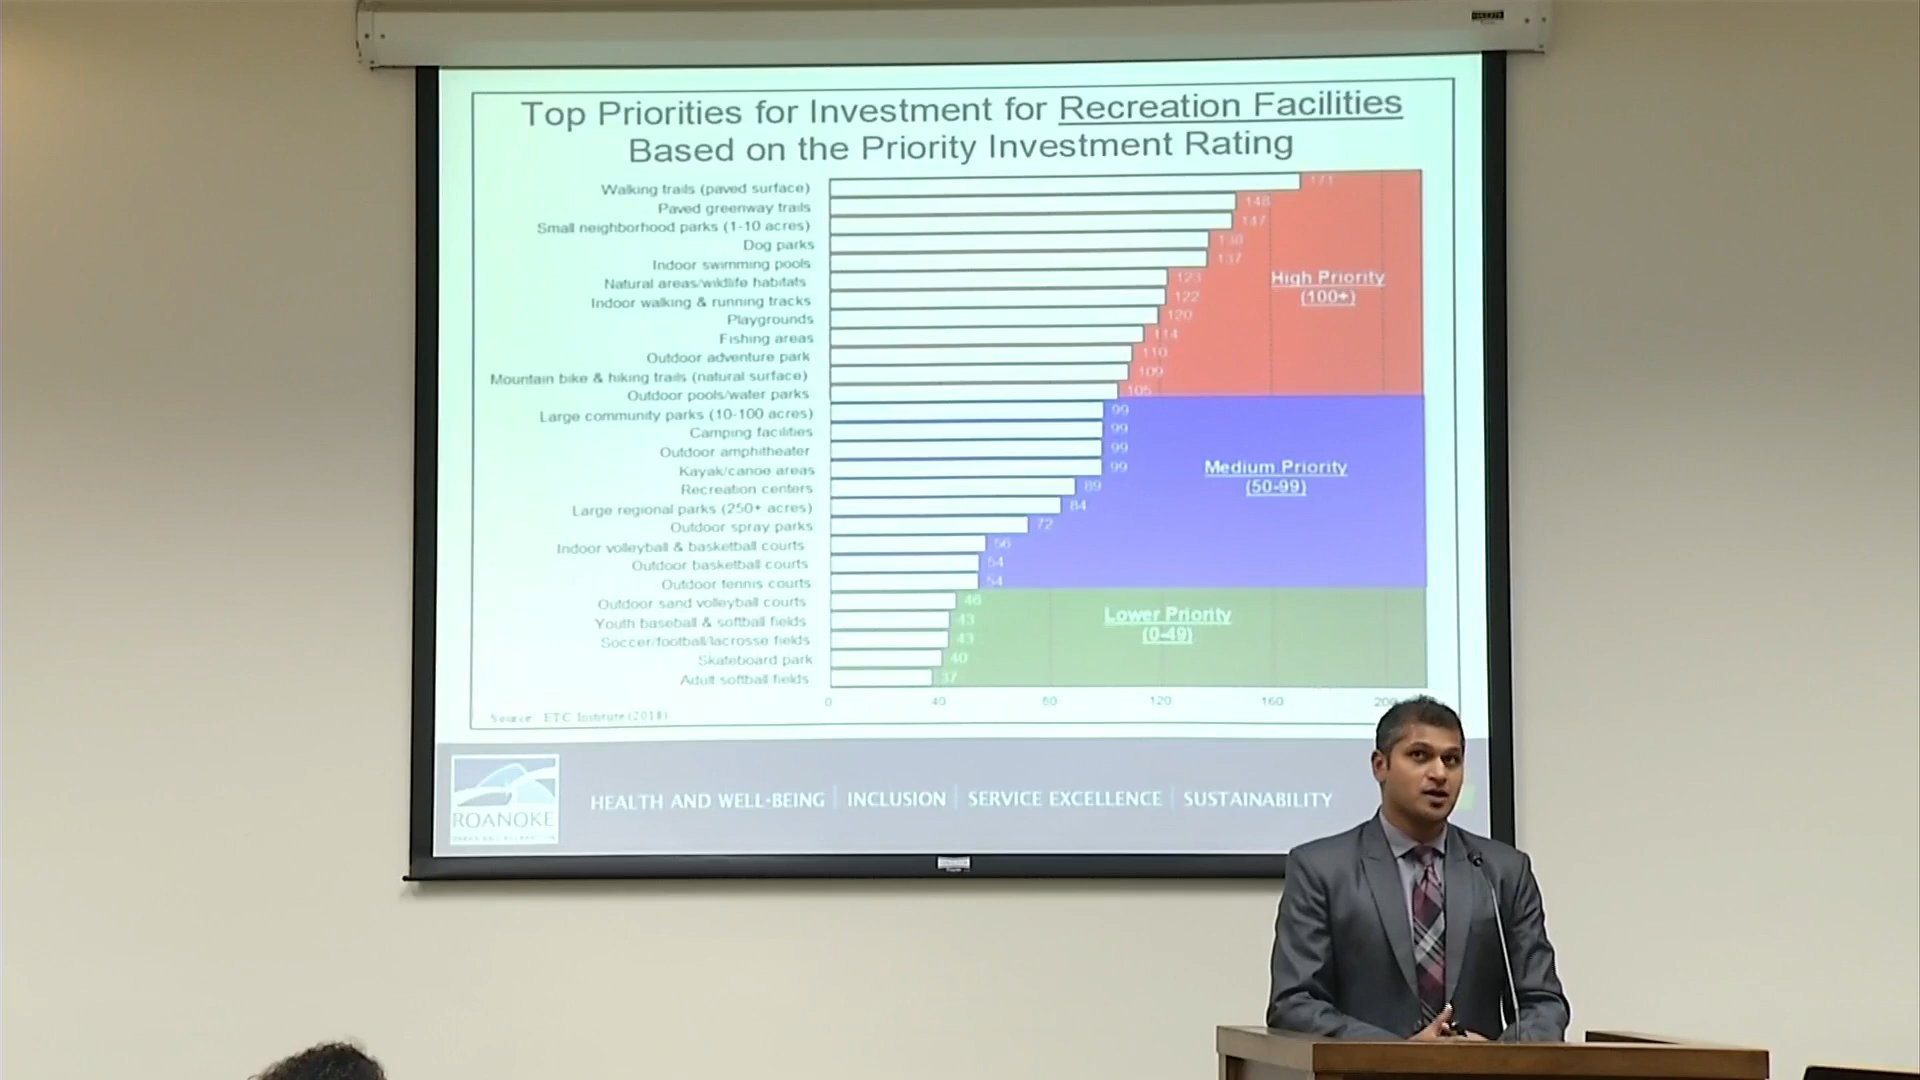 Top Priorities for Investment for Recreation Facilities
Based on the Priority Investment Rating
Walking trails (paved surface) 171
Paved greenway trails 148
Small neighborhood parks (1-10 acres) 147
Dog parks 138
Indoor swimming pools 137
Natural areas/wildlife habitats 123
Indoor walking & running tracks 122
Playgrounds 120
Fishing areas 114
Outdoor adventure park 110
Mountain bike & hiking trails (natural surface) 109
Outdoor pools/water parks 105
High Priority
(100+)
Large community parks (10-100 acres) 99
Camping facilities 99
Outdoor amphitheater 99
Kayak/canoe areas 99
Recreation centers 89
Large regional parks (250+ acres) 84
Outdoor spray parks 72
Indoor volleyball & basketball courts 56
Outdoor basketball courts 54
Outdoor tennis courts 54
Medium Priority
(50-99)
Outdoor sand volleyball courts 46
Youth baseball & softball fields 43
Soccer/football/lacrosse fields 43
Skateboard park 40
Adult softball fields 37
Lower Priority
(0-49)
0 40 80 120 160 200
Source: ETC Institute (2018)
ROANOKE
PARKS AND RECREATION
HEALTH AND WELL-BEING | INCLUSION | SERVICE EXCELLENCE | SUSTAINABILITY